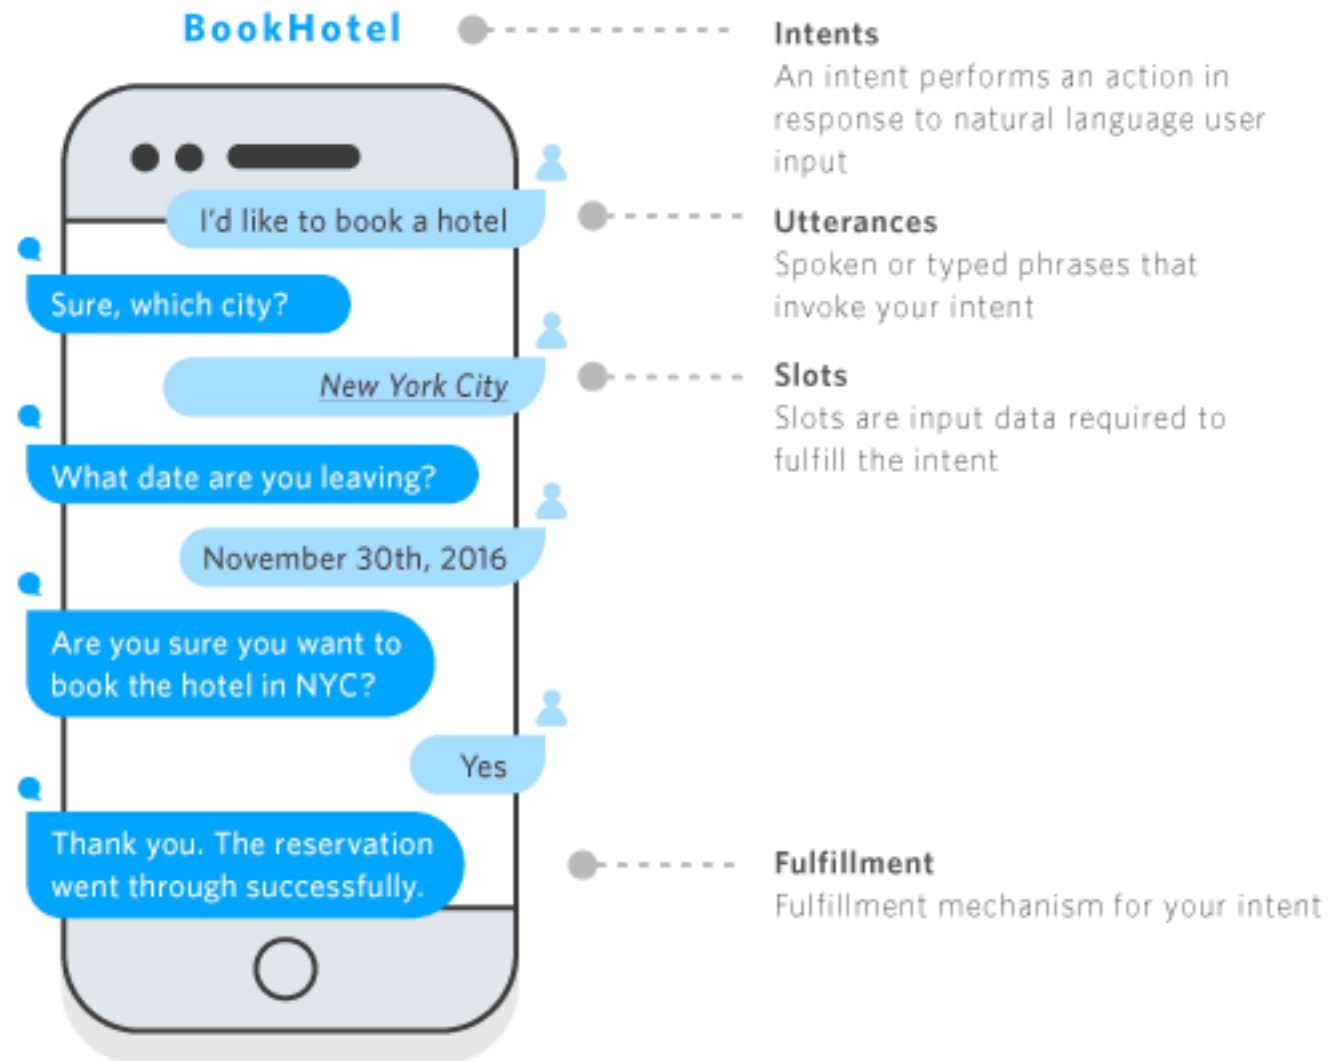 BookHotel
Intents
An intent performs an action in
response to natural language user
input
I'd like to book a hotel
Utterances
Spoken or typed phrases that
invoke your intent
Sure, which city?
New York City
Slots
Slots are input data required to
fulfill the intent
What date are you leaving?
November 30th, 2016
Are you sure you want to
book the hotel in NYC?
Yes
Thank you. The reservation
went through successfully.
Fulfillment
Fulfillment mechanism for your intent